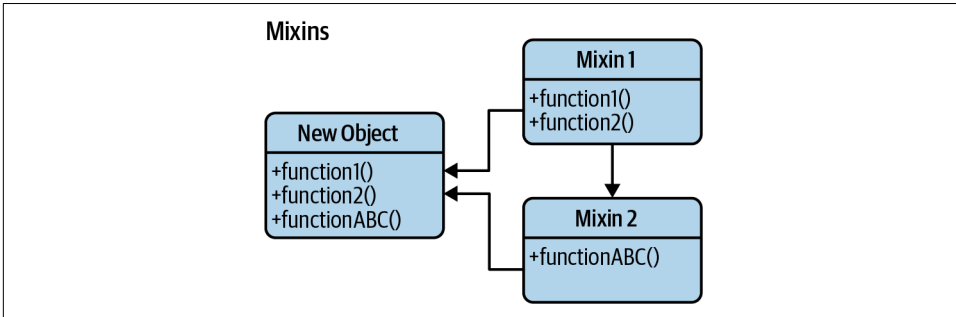 Mixins
New Object
+function1()
+function2()
+functionABC()
Mixin 1
+function1()
+function2()
Mixin 2
+functionABC()